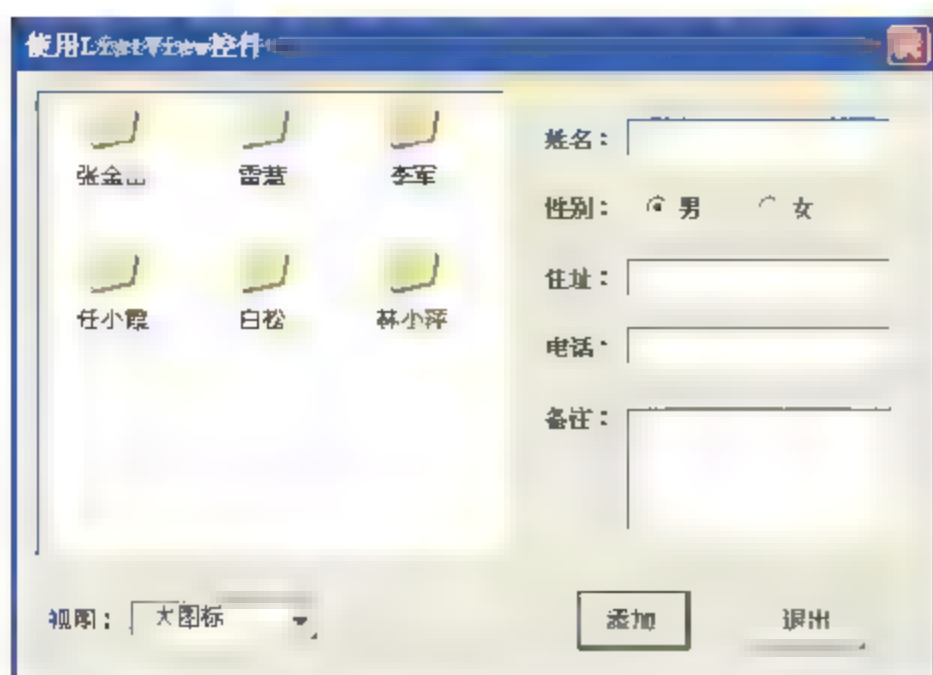 使用ListView控件
张金山 雷慧 李军
任小霞 白松 林小萍
姓名：
性别： 男 女
住址：
电话：
备注：
视图： 大图标
添加 退出